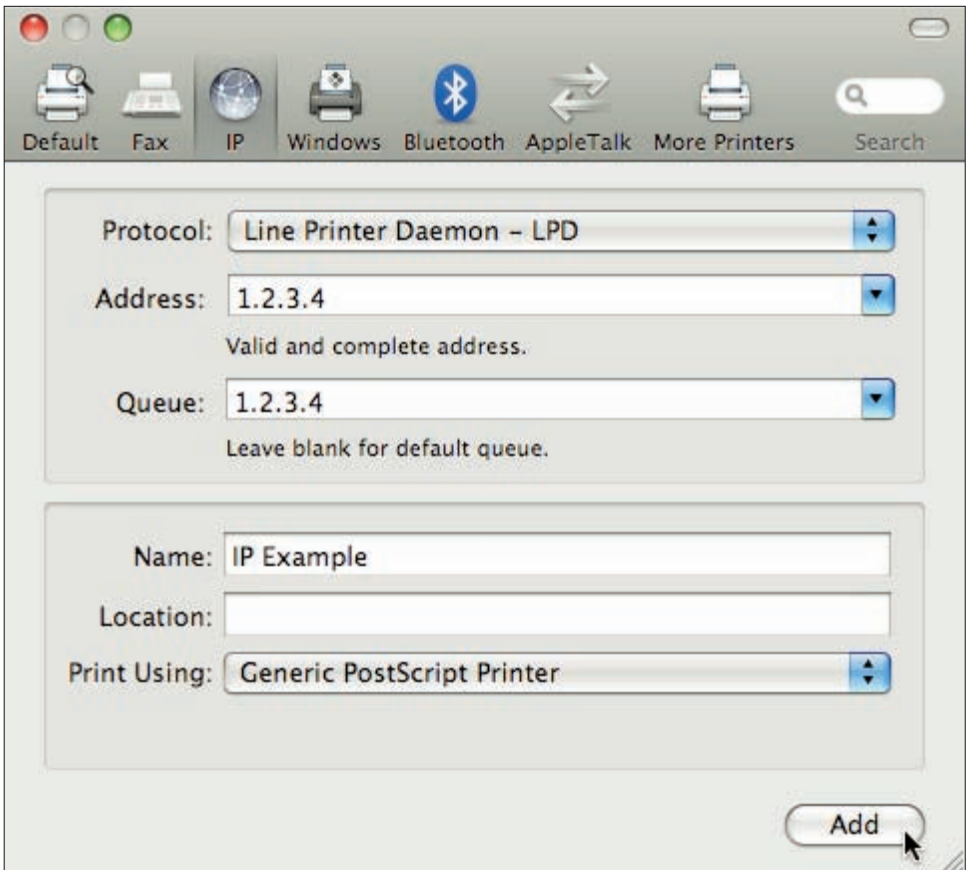 Default Fax IP Windows Bluetooth AppleTalk More Printers Search
Protocol: Line Printer Daemon – LPD
Address: 1.2.3.4
Valid and complete address.
Queue: 1.2.3.4
Leave blank for default queue.
Name: IP Example
Location:
Print Using: Generic PostScript Printer
Add